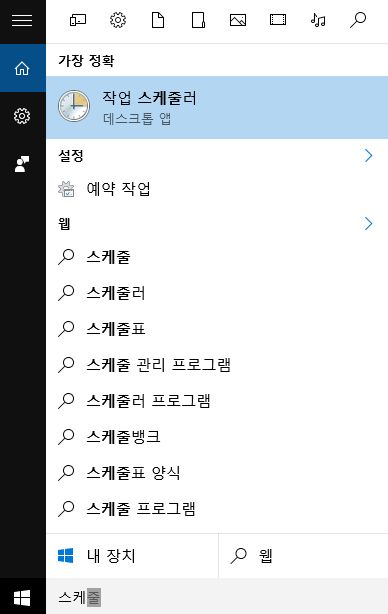 가장 정확
작업 스케줄러
데스크톱 앱
설정
예약 작업
웹
스케줄
스케줄러
스케줄표
스케줄 관리 프로그램
스케줄러 프로그램
스케줄뱅크
스케줄표 양식
스케줄 프로그램
내 장치 웹
스케줄